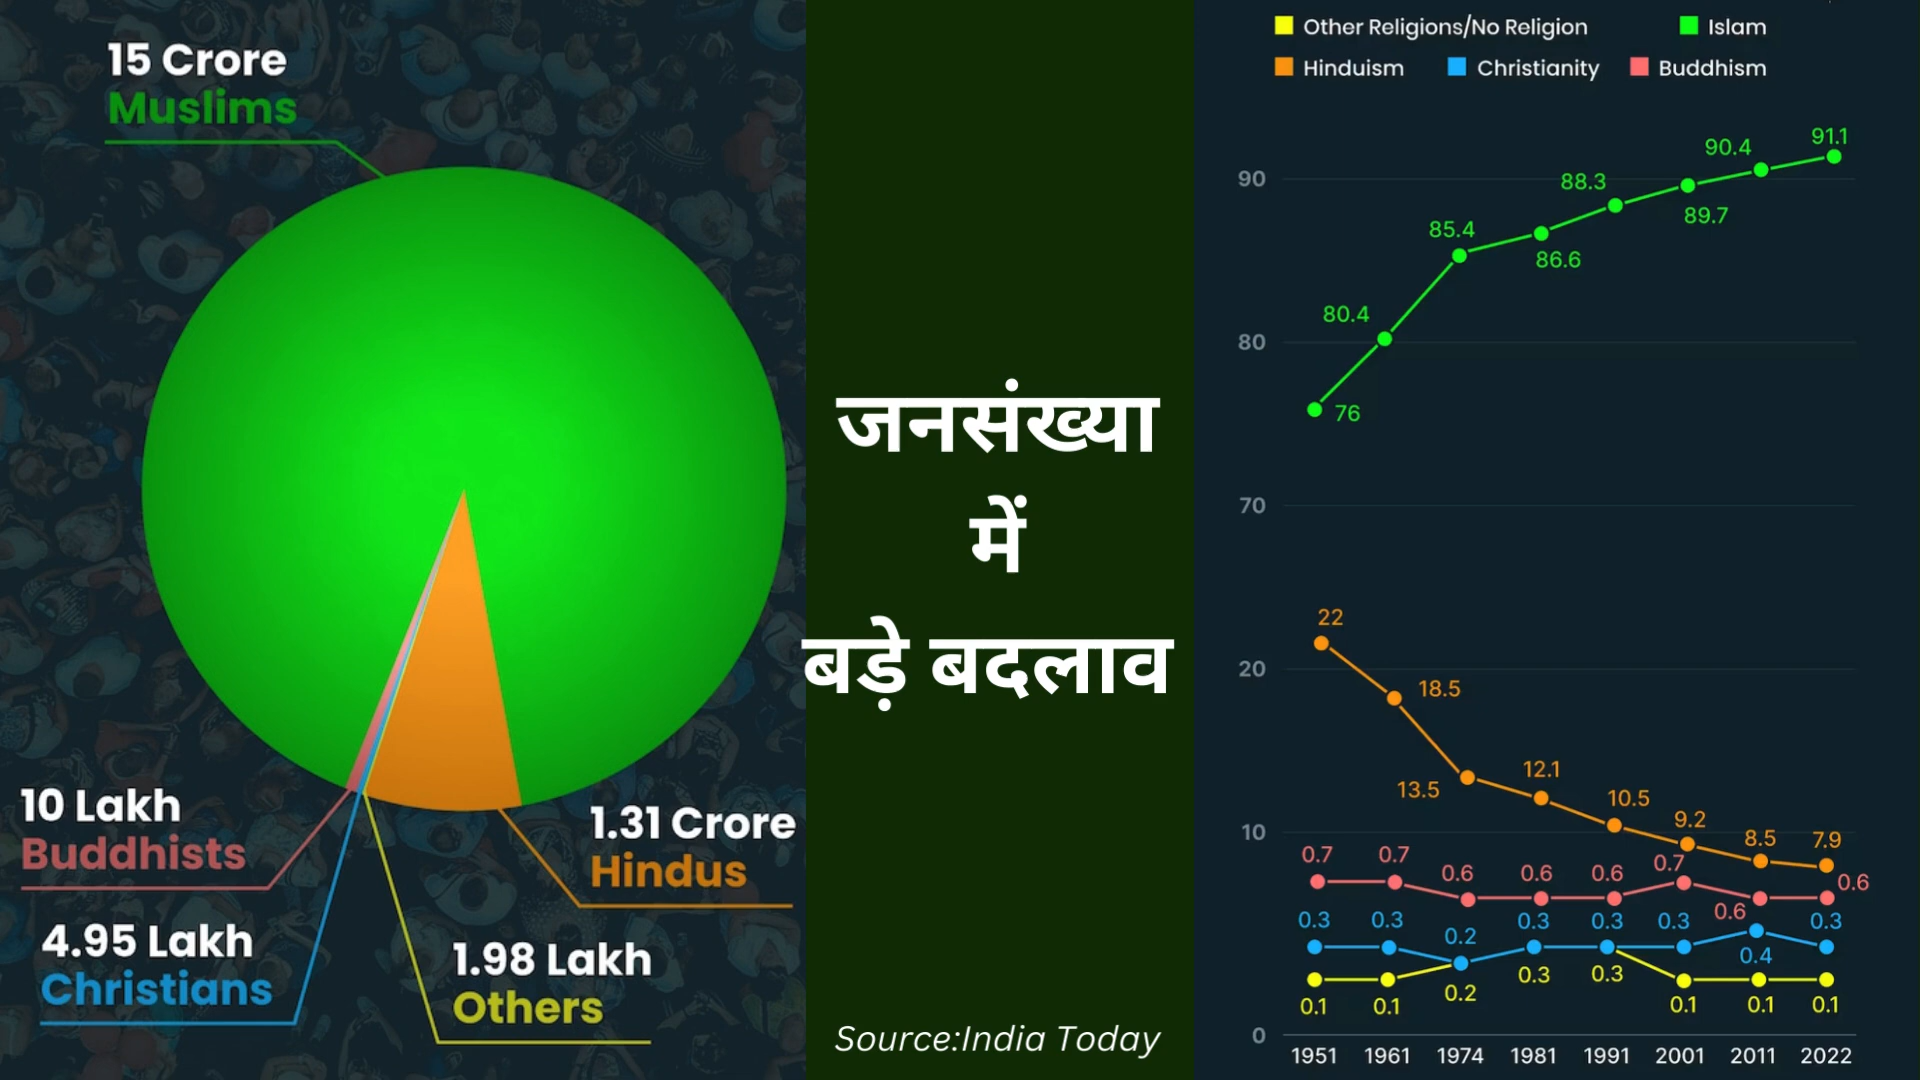 15 Crore
Muslims
10 Lakh
Buddhists
4.95 Lakh
Christians
1.31 Crore
Hindus
1.98 Lakh
Others
जनसंख्या
में
बड़े बदलाव
Source:India Today
Other Religions/No Religion
Islam
Hinduism
Christianity
Buddhism
90
80
70
20
10
0
76
80.4
85.4
86.6
88.3
89.7
90.4
91.1
22
18.5
13.5
12.1
10.5
9.2
8.5
7.9
0.7
0.7
0.6
0.6
0.6
0.7
0.6
0.6
0.3
0.3
0.2
0.3
0.3
0.3
0.4
0.3
0.1
0.1
0.2
0.3
0.3
0.1
0.1
0.1
1951
1961
1974
1981
1991
2001
2011
2022